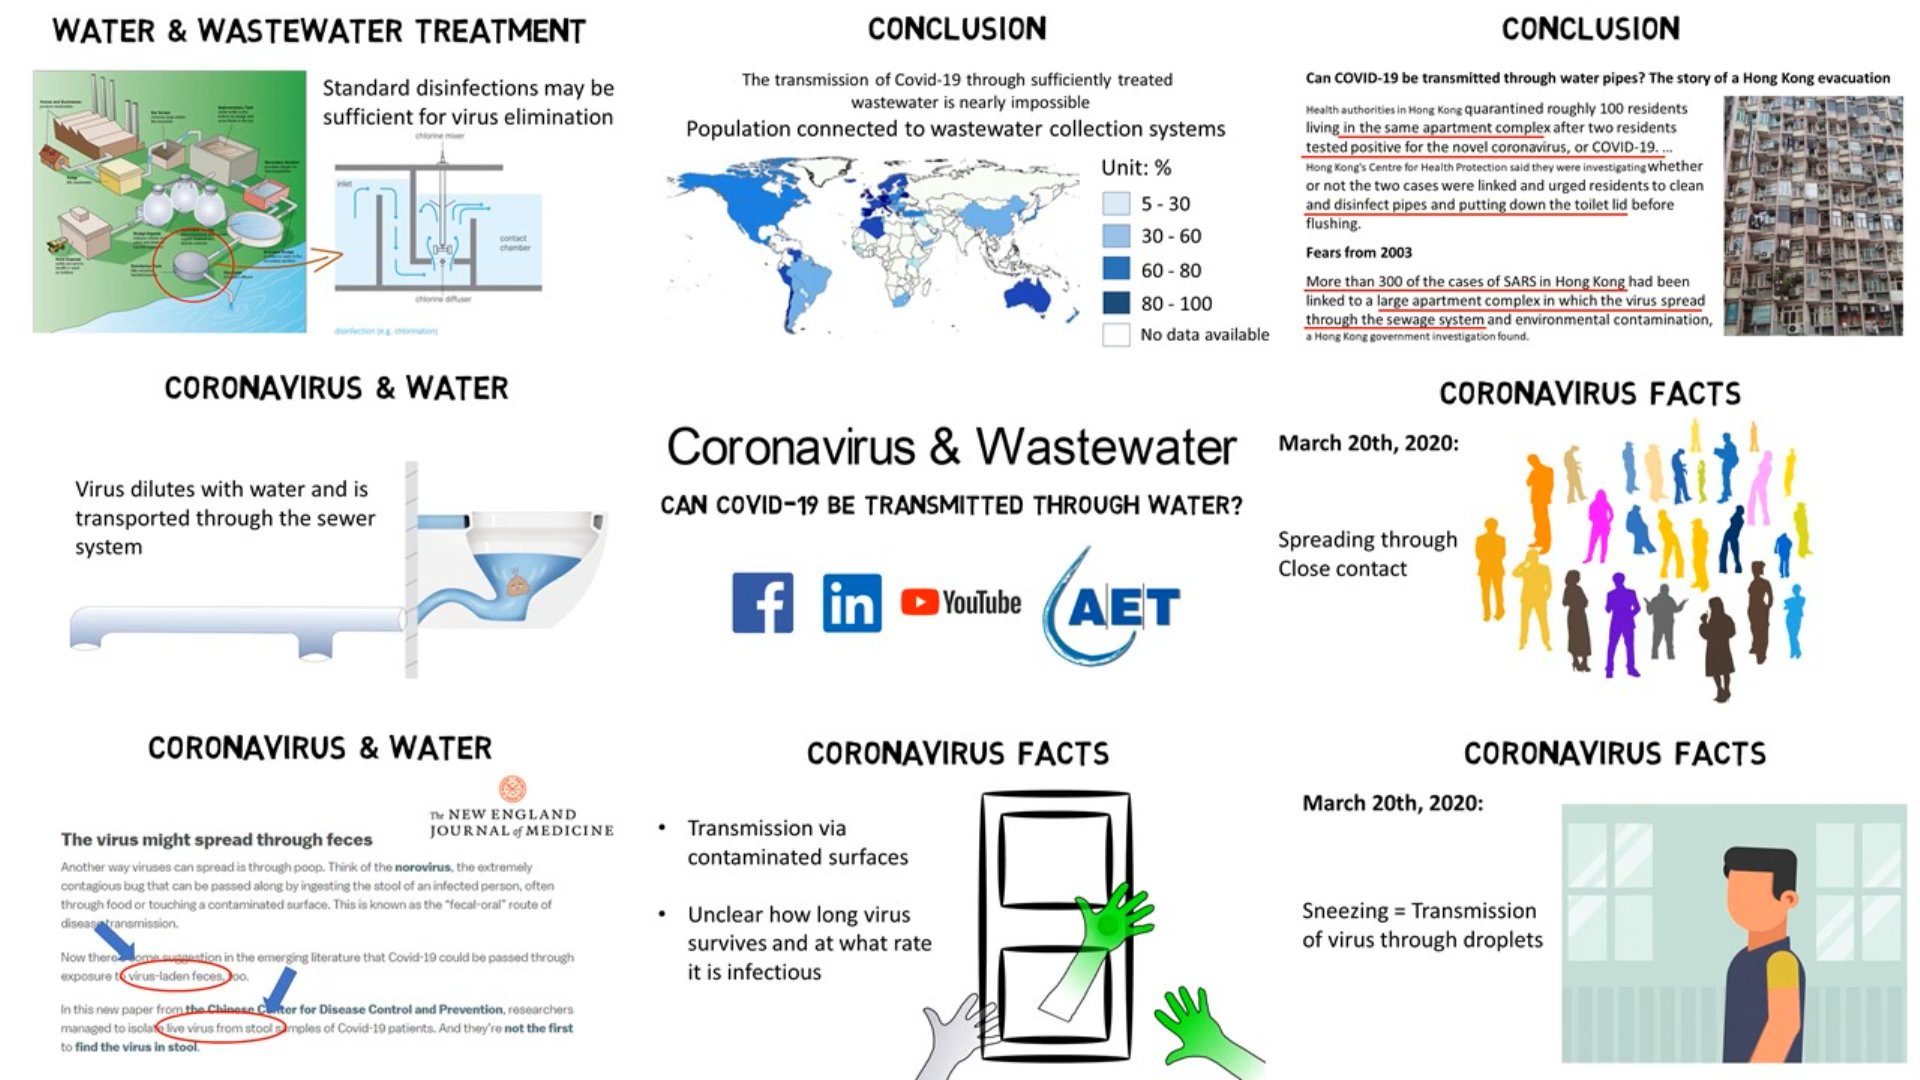 WATER & WASTEWATER TREATMENT
Standard disinfections may be
sufficient for virus elimination
chlorine mixer
inlet
contact
chamber
chlorine diffuser
disinfection (e.g. chlorination)
CONCLUSION
The transmission of Covid-19 through sufficiently treated
wastewater is nearly impossible
Population connected to wastewater collection systems
Unit: %
5 - 30
30 - 60
60 - 80
80 - 100
No data available
CONCLUSION
Can COVID-19 be transmitted through water pipes? The story of a Hong Kong evacuation
Health authorities in Hong Kong quarantined roughly 100 residents
living in the same apartment complex after two residents
tested positive for the novel coronavirus, or COVID-19. ...
Hong Kong's Centre for Health Protection said they were investigating whether
or not the two cases were linked and urged residents to clean
and disinfect pipes and putting down the toilet lid before
flushing.
Fears from 2003
More than 300 of the cases of SARS in Hong Kong had been
linked to a large apartment complex in which the virus spread
through the sewage system and environmental contamination,
a Hong Kong government investigation found.
CORONAVIRUS & WATER
Virus dilutes with water and is
transported through the sewer
system
Coronavirus & Wastewater
CAN COVID-19 BE TRANSMITTED THROUGH WATER?
f
in
YouTube
AET
CORONAVIRUS FACTS
March 20th, 2020:
Spreading through
Close contact
CORONAVIRUS & WATER
The NEW ENGLAND
JOURNAL of MEDICINE
The virus might spread through feces
Another way viruses can spread is through poop. Think of the norovirus, the extremely
contagious bug that can be passed along by ingesting the stool of an infected person, often
through food or touching a contaminated surface. This is known as the "fecal-oral" route of
disease transmission.
Now there some suggestion in the emerging literature that Covid-19 could be passed through
exposure to virus-laden feces, too.
In this new paper from the Chinese Center for Disease Control and Prevention, researchers
managed to isolate live virus from stool samples of Covid-19 patients. And they're not the first
to find the virus in stool.
CORONAVIRUS FACTS
• Transmission via
contaminated surfaces
• Unclear how long virus
survives and at what rate
it is infectious
CORONAVIRUS FACTS
March 20th, 2020:
Sneezing = Transmission
of virus through droplets